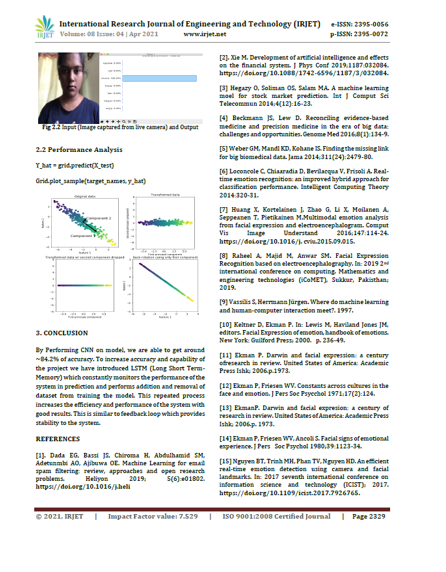 International Research Journal of Engineering and Technology (IRJET)
e-ISSN: 2395-0056
Volume: 08 Issue: 04 | Apr 2021
www.irjet.net
p-ISSN: 2395-0072
Fig 2.2 Input (Image captured from live camera) and Output
2.2 Performance Analysis
Y_hat = grid.predict(X_test)
Grid.plot_sample(target_names, y_hat)
Original data
Transformed data
Component 2
Component 1
Transformed data w/ second component dropped
Back-rotation using only first component
3. CONCLUSION
By Performing CNN on model, we are able to get around
~84.2% of accuracy. To increase accuracy and capability of
the project we have introduced LSTM (Long Short Term-
Memory) which constantly monitors the performance of the
system in prediction and performs addition and removal of
dataset from training the model. This repeated process
increases the efficiency and performance of the system with
good results. This is similar to feedback loop which provides
stability to the system.
REFERENCES
[1]. Dada EG, Bassi JS, Chiroma H, Abdulhamid SM,
Adetunmbi AO, Ajibuwa OE. Machine Learning for email
spam filtering: review, approaches and open research
problems. Heliyon 2019; 5(6):e01802.
https://doi.org/10.1016/j.heli
[2]. Xie M. Development of artificial intelligence and effects
on the financial system. J Phys Conf 2019;1187:032084.
https://doi.org/10.1088/1742-6596/1187/3/032084.
[3] Hegazy O, Soliman OS, Salam MA. A machine learning
moel for stock market prediction. Int J Comput Sci
Telecommun 2014;4(12):16-23.
[4] Beckmann JS, Lew D. Reconciling evidence-based
medicine and precision medicine in the era of big data:
challenges and opportunities. Genome Med 2016;8(1):134-9.
[5] Weber GM, Mandl KD, Kohane IS. Finding the missing link
for big biomedical data. Jama 2014;311(24):2479-80.
[6] Loconsole C, Chiaaradia D, Bevilacqua V, Frisoli A. Real-
time emotion recognition: an improved hybrid approach for
classification performance. Intelligent Computing Theory
2014:320-31.
[7] Huang X, Kortelainen J, Zhao G, Li X, Moilanen A,
Seppeanen T, Pietikainen M.Multimodal emotion analysis
from facial expression and electroencephalogram. Comput
Vis Image Understand 2016;147:114-24.
https://doi.org/10.1016/j. cviu.2015.09.015.
[8] Raheel A, Majid M, Anwar SM. Facial Expression
Recognition based on electroencephalography. In: 2019 2nd
international conference on computing. Mathematics and
engineering technologies (iCoMET), Sukkur, Pakisthan;
2019.
[9] Vassilis S, Herrmann Jürgen. Where do machine learning
and human-computer interaction meet?. 1997.
[10] Keltner D, Ekman P. In: Lewis M, Haviland Jones JM,
editors. Facial Expression of emotion, handbook of emotions.
New York: Guilford Press; 2000. p. 236-49.
[11] Ekman P. Darwin and facial expression: a century
ofresearch in review. United States of America: Academic
Press Ishk; 2006.p.1973.
[12] Ekman P, Friesen WV. Constants across cultures in the
face and emotion. J Pers Soc Psychol 1971;17(2):124.
[13] EkmanP. Darwin and facial expresion: a century of
research in review. United States of America: Academic Press
Ishk; 2006.p. 1973.
[14] Ekman P, Friesen WV, Ancoli S. Facial signs of emotional
experience. J Pers Soc Psychol 1980;39:1123-34.
[15] Nguyen BT, Trinh MH, Phan TV, Nguyen HD. An efficient
real-time emotion detection using camera and facial
landmarks. In: 2017 seventh international conference on
information science and technology (ICIST); 2017.
https://doi.org/10.1109/icist.2017.7926765.
© 2021, IRJET | Impact Factor value: 7.529 | ISO 9001:2008 Certified Journal | Page 2329